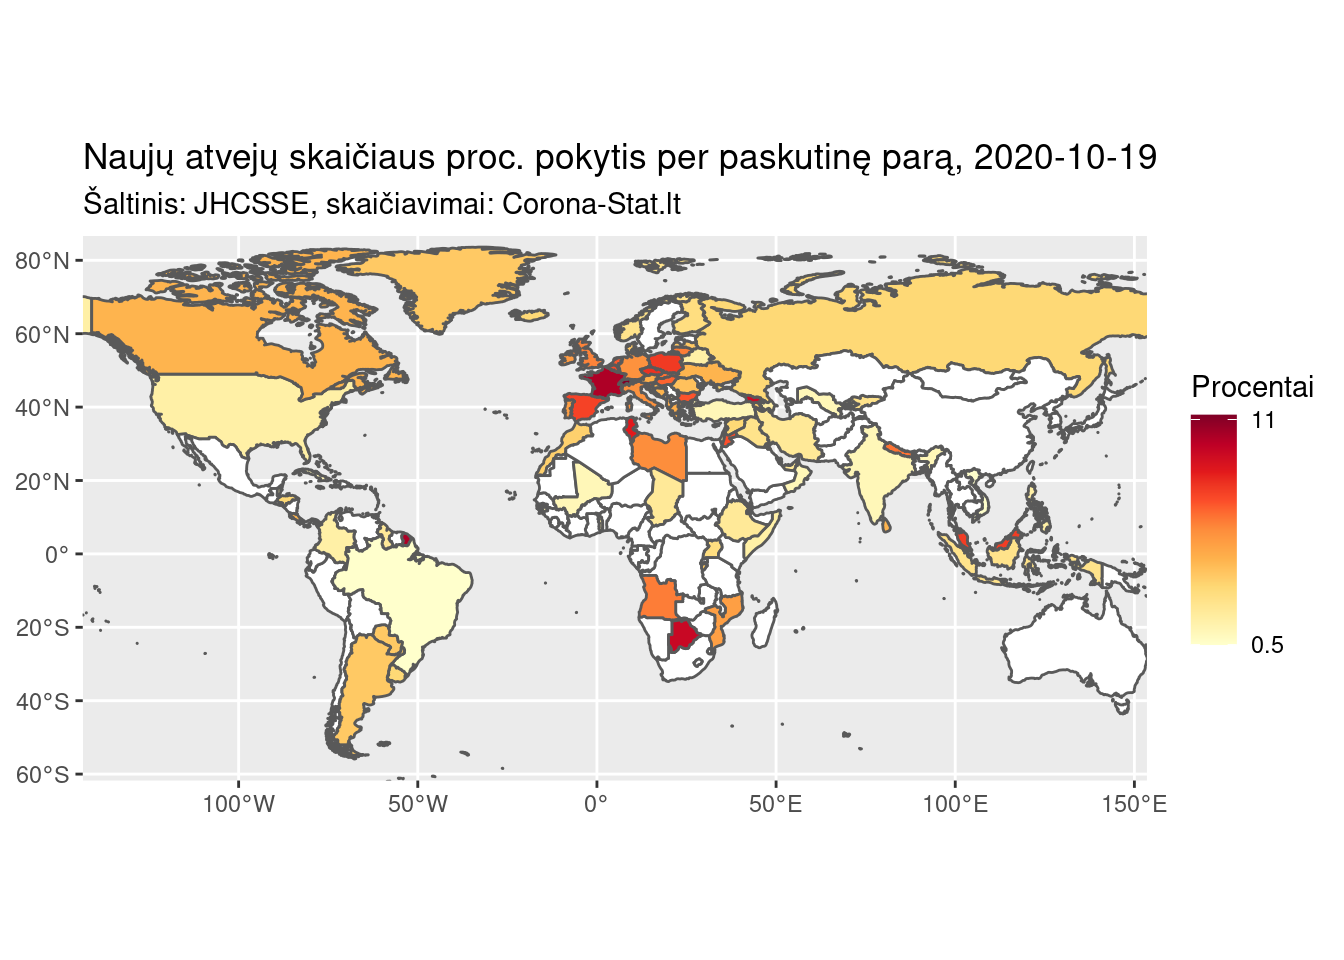 Naujų atvejų skaičiaus proc. pokytis per paskutinę parą, 2020-10-19
Šaltinis: JHCSSE, skaičiavimai: Corona-Stat.lt
80°N
60°N
40°N
20°N
0°
20°S
40°S
60°S
100°W
50°W
0°
50°E
100°E
150°E
Procentai
11
0.5